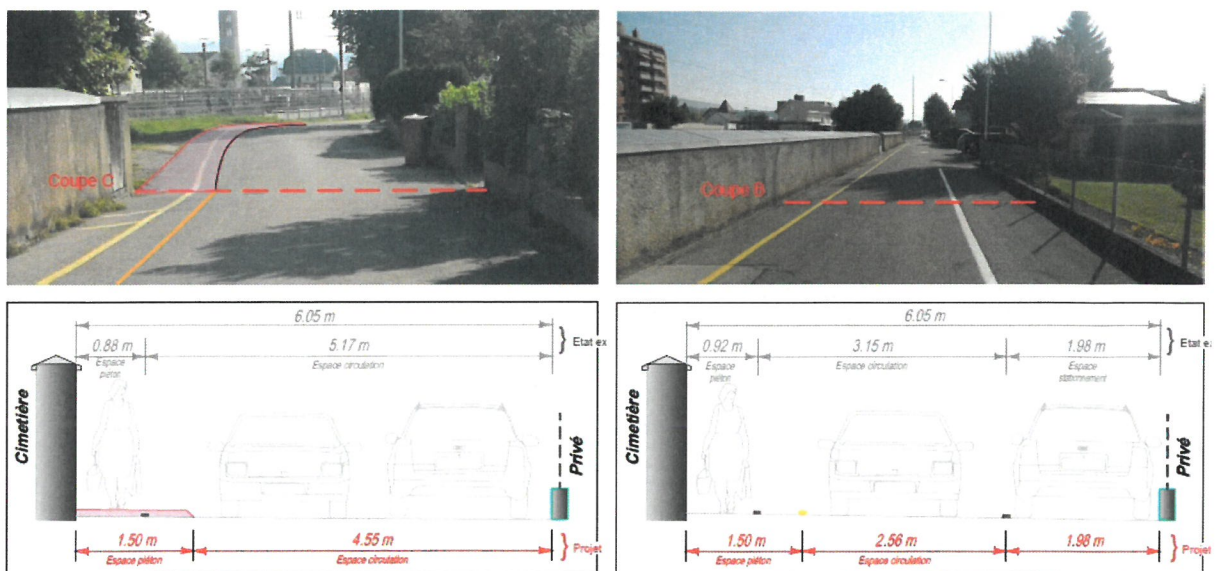 Coupe C
Coupe B
6.05 m
0.88 m
5.17 m
Etat ex
Espace piéton
Espace circulation
Cimetière
Privé
1.50 m
4.55 m
Projet
Espace piéton
Espace circulation
6.05 m
0.92 m
3.15 m
1.98 m
Etat ex
Espace piéton
Espace circulation
Espace stationnement
Cimetière
Privé
1.50 m
2.56 m
1.98 m
Projet
Espace piéton
Espace circulation